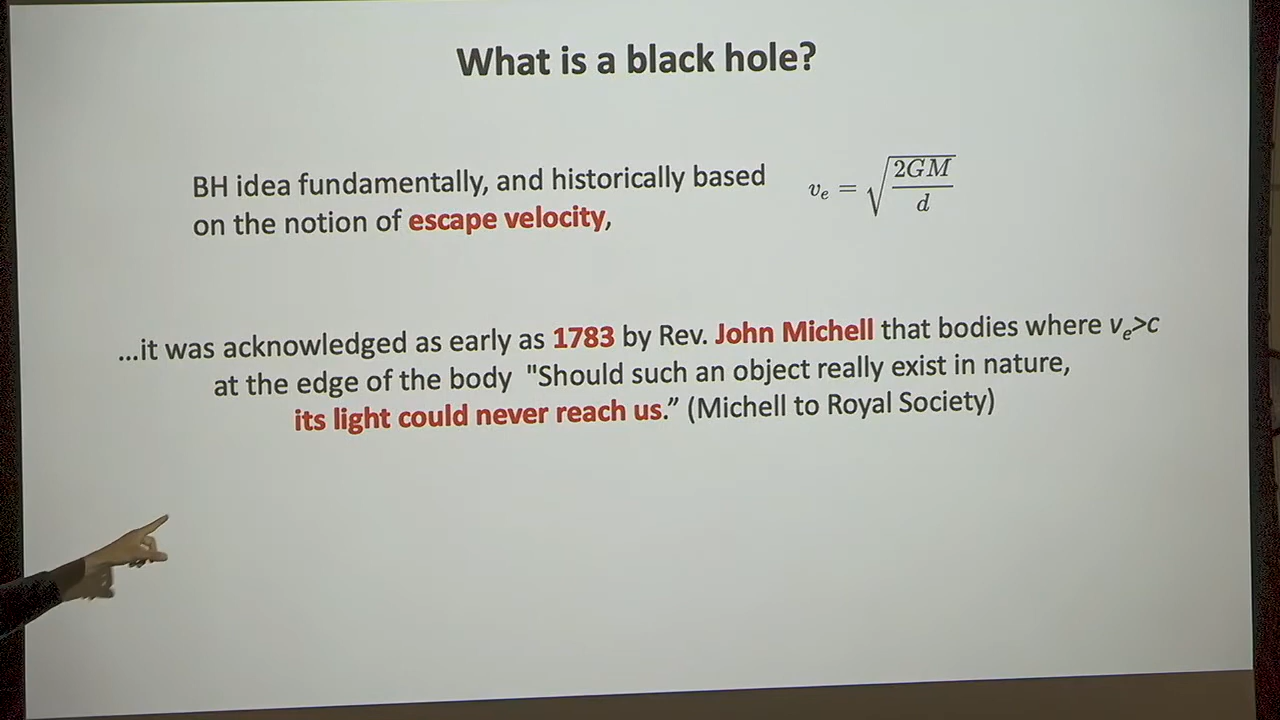 What is a black hole?
BH idea fundamentally, and historically based
on the notion of escape velocity,
v_e = \sqrt{\frac{2GM}{d}}
...it was acknowledged as early as 1783 by Rev. John Michell that bodies where v_e>c
at the edge of the body "Should such an object really exist in nature,
its light could never reach us.” (Michell to Royal Society)